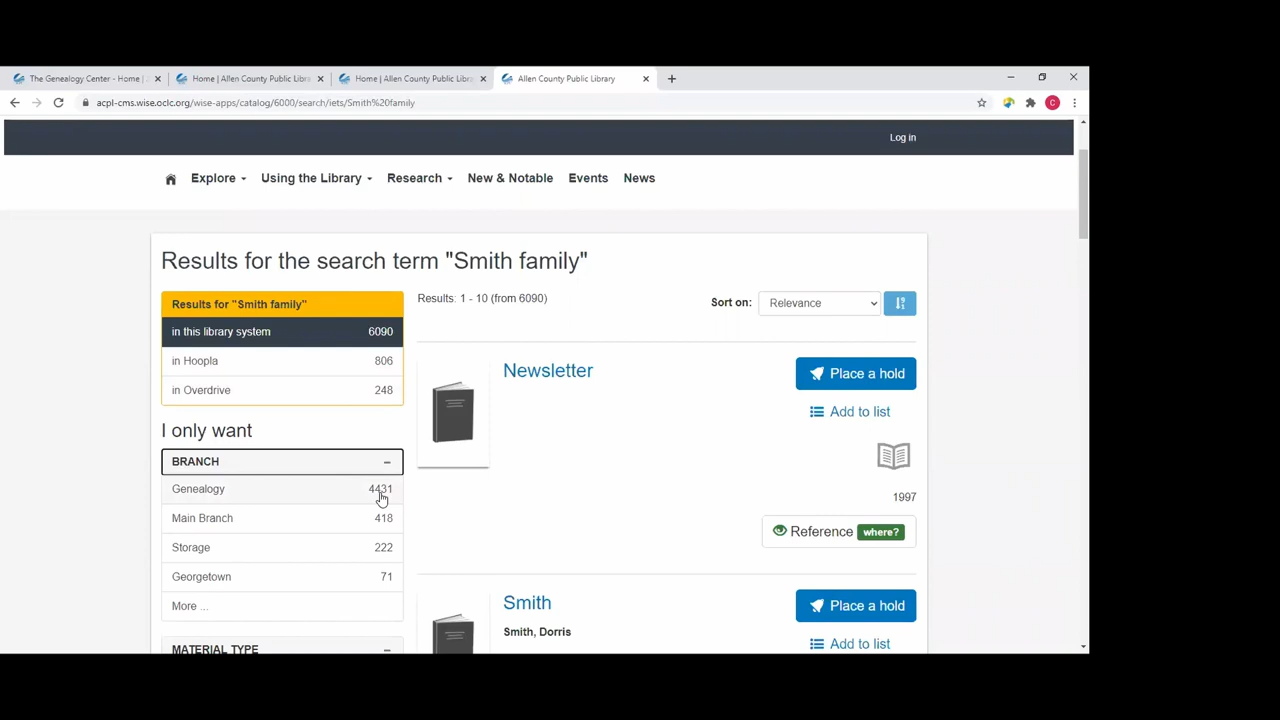 The Genealogy Center - Home |
Home | Allen County Public Libra
Home | Allen County Public Libra
Allen County Public Library
acpl-cms.wise.oclc.org/wise-apps/catalog/6000/search/iets/Smith%20family
C
Log in
Explore
Using the Library
Research
New & Notable
Events
News
Results for the search term "Smith family"
Results for "Smith family"
in this library system 6090
in Hoopla 806
in Overdrive 248
I only want
BRANCH
Genealogy 4431
Main Branch 418
Storage 222
Georgetown 71
More ...
MATERIAL TYPE
Results: 1 - 10 (from 6090)
Sort on: Relevance
Newsletter
Place a hold
Add to list
1997
Reference where?
Smith
Smith, Dorris
Place a hold
Add to list